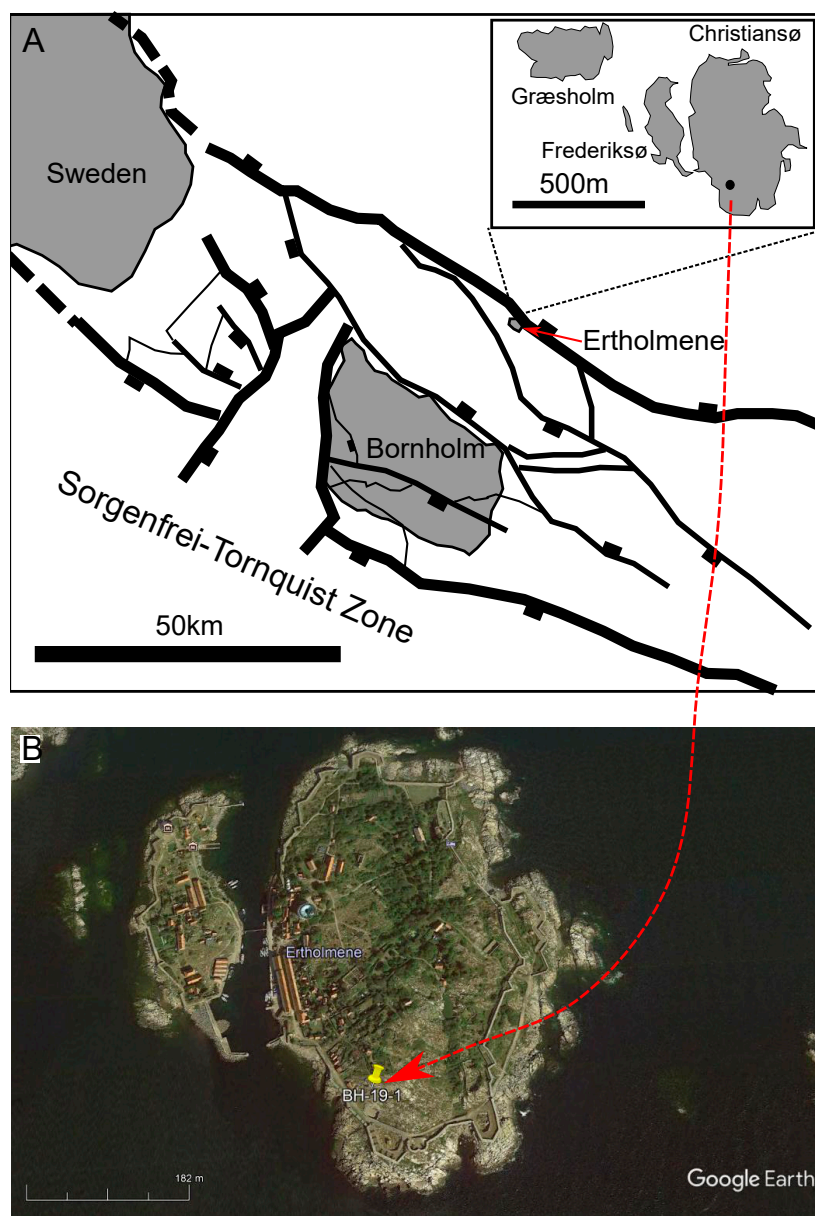 A
Christiansø
Græsholm
Frederiksø
500m
Sweden
Ertholmene
Bornholm
Sorgenfrei-Tornquist Zone
50km
B
Ertholmene
BH-19-1
182 m
Google Earth